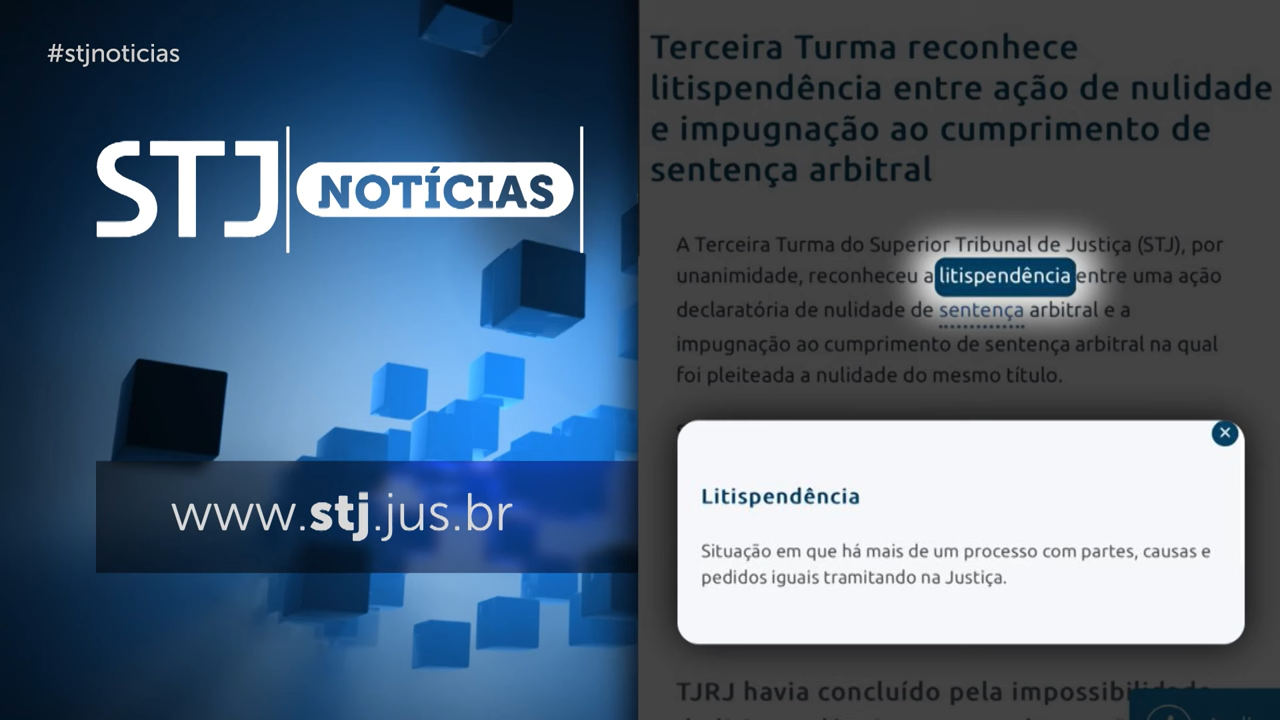 #stjnoticias
STJ NOTÍCIAS
www.stj.jus.br
Terceira Turma reconhece
litispendência entre ação de nulidade
e impugnação ao cumprimento de
sentença arbitral
A Terceira Turma do Superior Tribunal de Justiça (STJ), por
unanimidade, reconheceu a litispendência entre uma ação
declaratória de nulidade de sentença arbitral e a
impugnação ao cumprimento de sentença arbitral na qual
foi pleiteada a nulidade do mesmo título.
Litispendência
Situação em que há mais de um processo com partes, causas e
pedidos iguais tramitando na Justiça.
TJRJ havia concluído pela impossibilidade